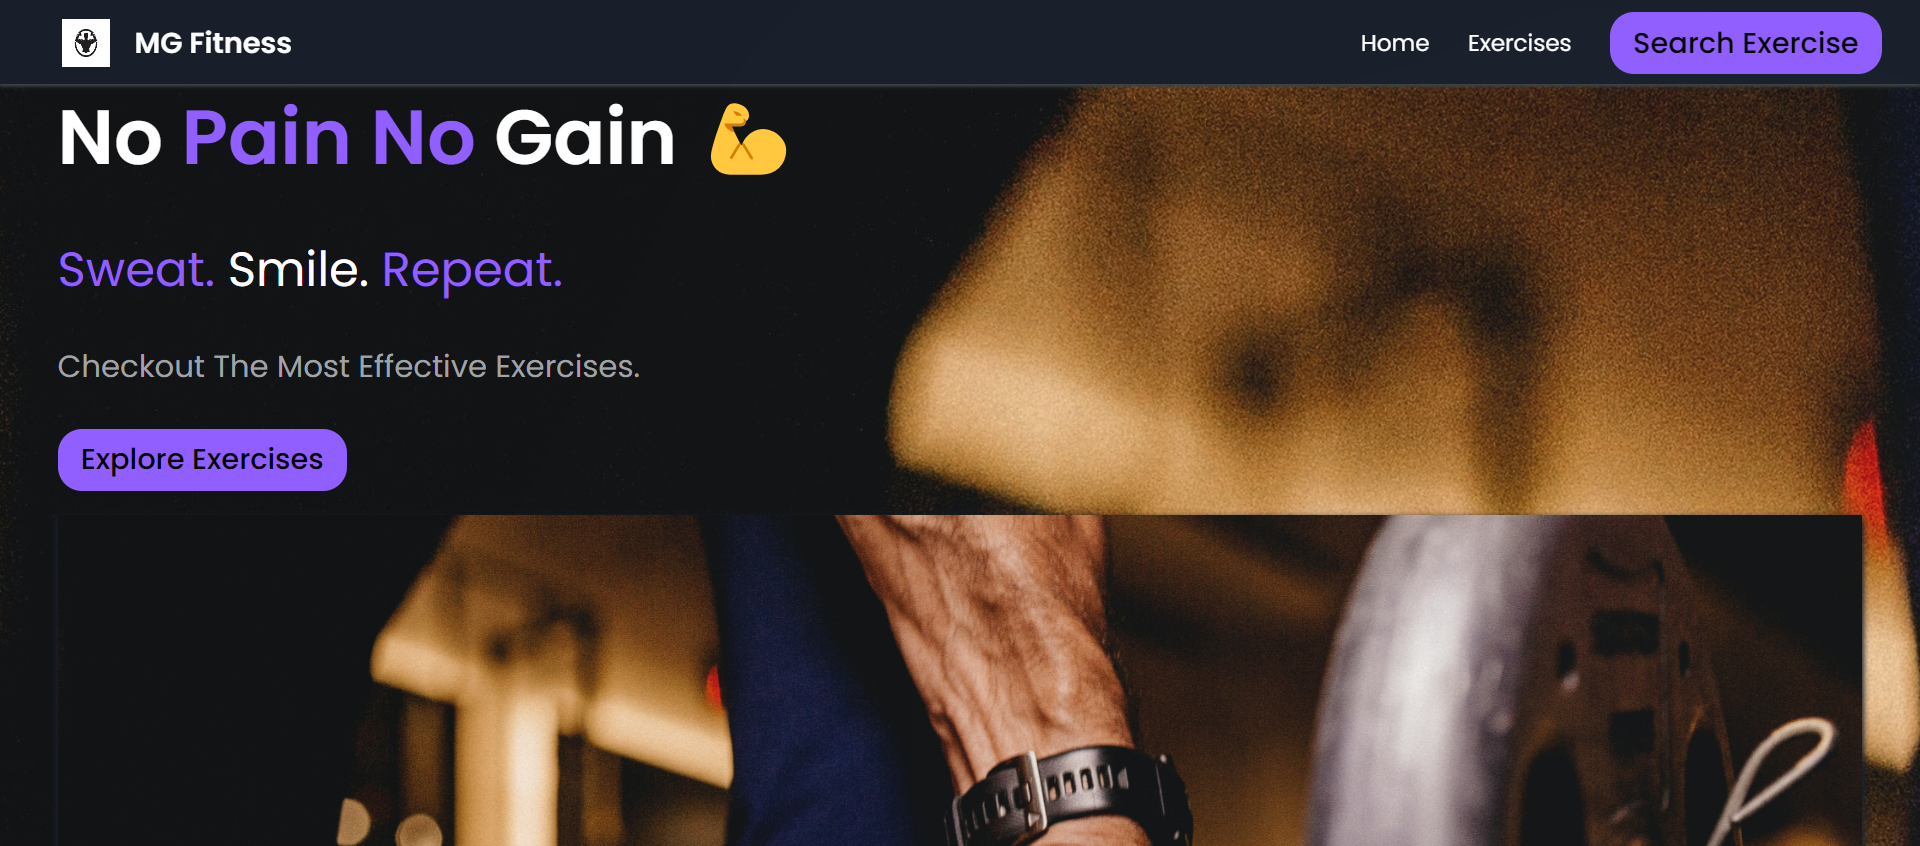 MG Fitness
Home
Exercises
Search Exercise
No Pain No Gain 💪
Sweat. Smile. Repeat.
Checkout The Most Effective Exercises.
Explore Exercises